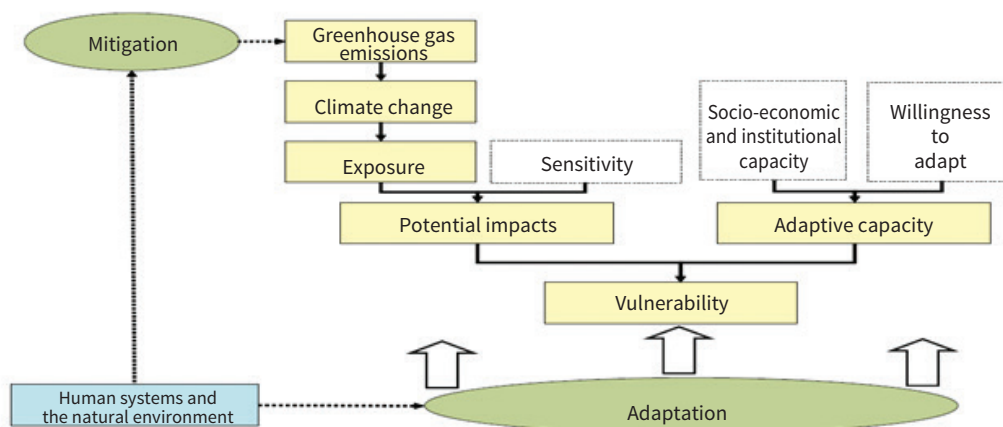 Mitigation
Greenhouse gas
emissions
Climate change
Exposure
Sensitivity
Socio-economic
and institutional
capacity
Willingness
to
adapt
Potential impacts
Adaptive capacity
Vulnerability
Human systems and
the natural environment
Adaptation